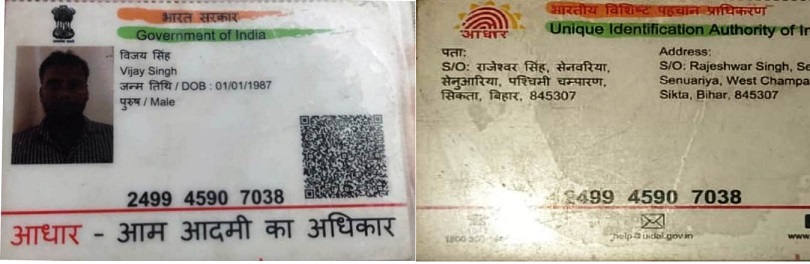 भारत सरकार
Government of India
विजय सिंह
Vijay Singh
जन्म तिथि / DOB : 01/01/1987
पुरुष / Male
2499 4590 7038
आधार - आम आदमी का अधिकार
भारतीय विशिष्ट पहचान प्राधिकरण
Unique Identification Authority of In
आधार
पता:
S/O: राजेश्वर सिंह, सेनवरिया,
सेनुआरिया, पश्चिमी चम्पारण,
सिकता, बिहार, 845307
Address:
S/O: Rajeshwar Singh, Se
Senuariya, West Champa
Sikta, Bihar, 845307
2499 4590 7038
help@uidai.gov.in